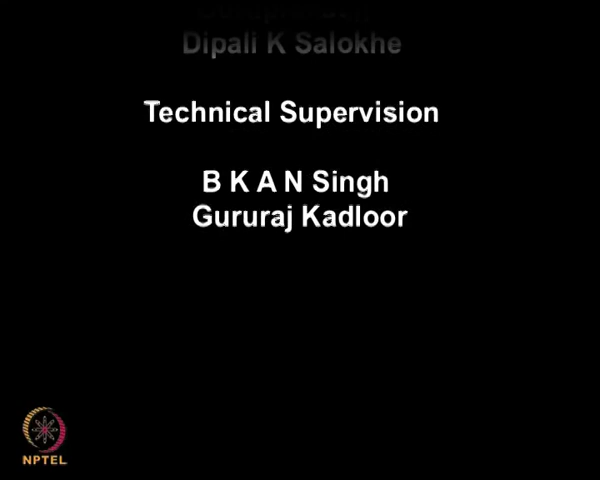 Dipali K Salokhe
Technical Supervision
B K A N Singh
Gururaj Kadloor
NPTEL